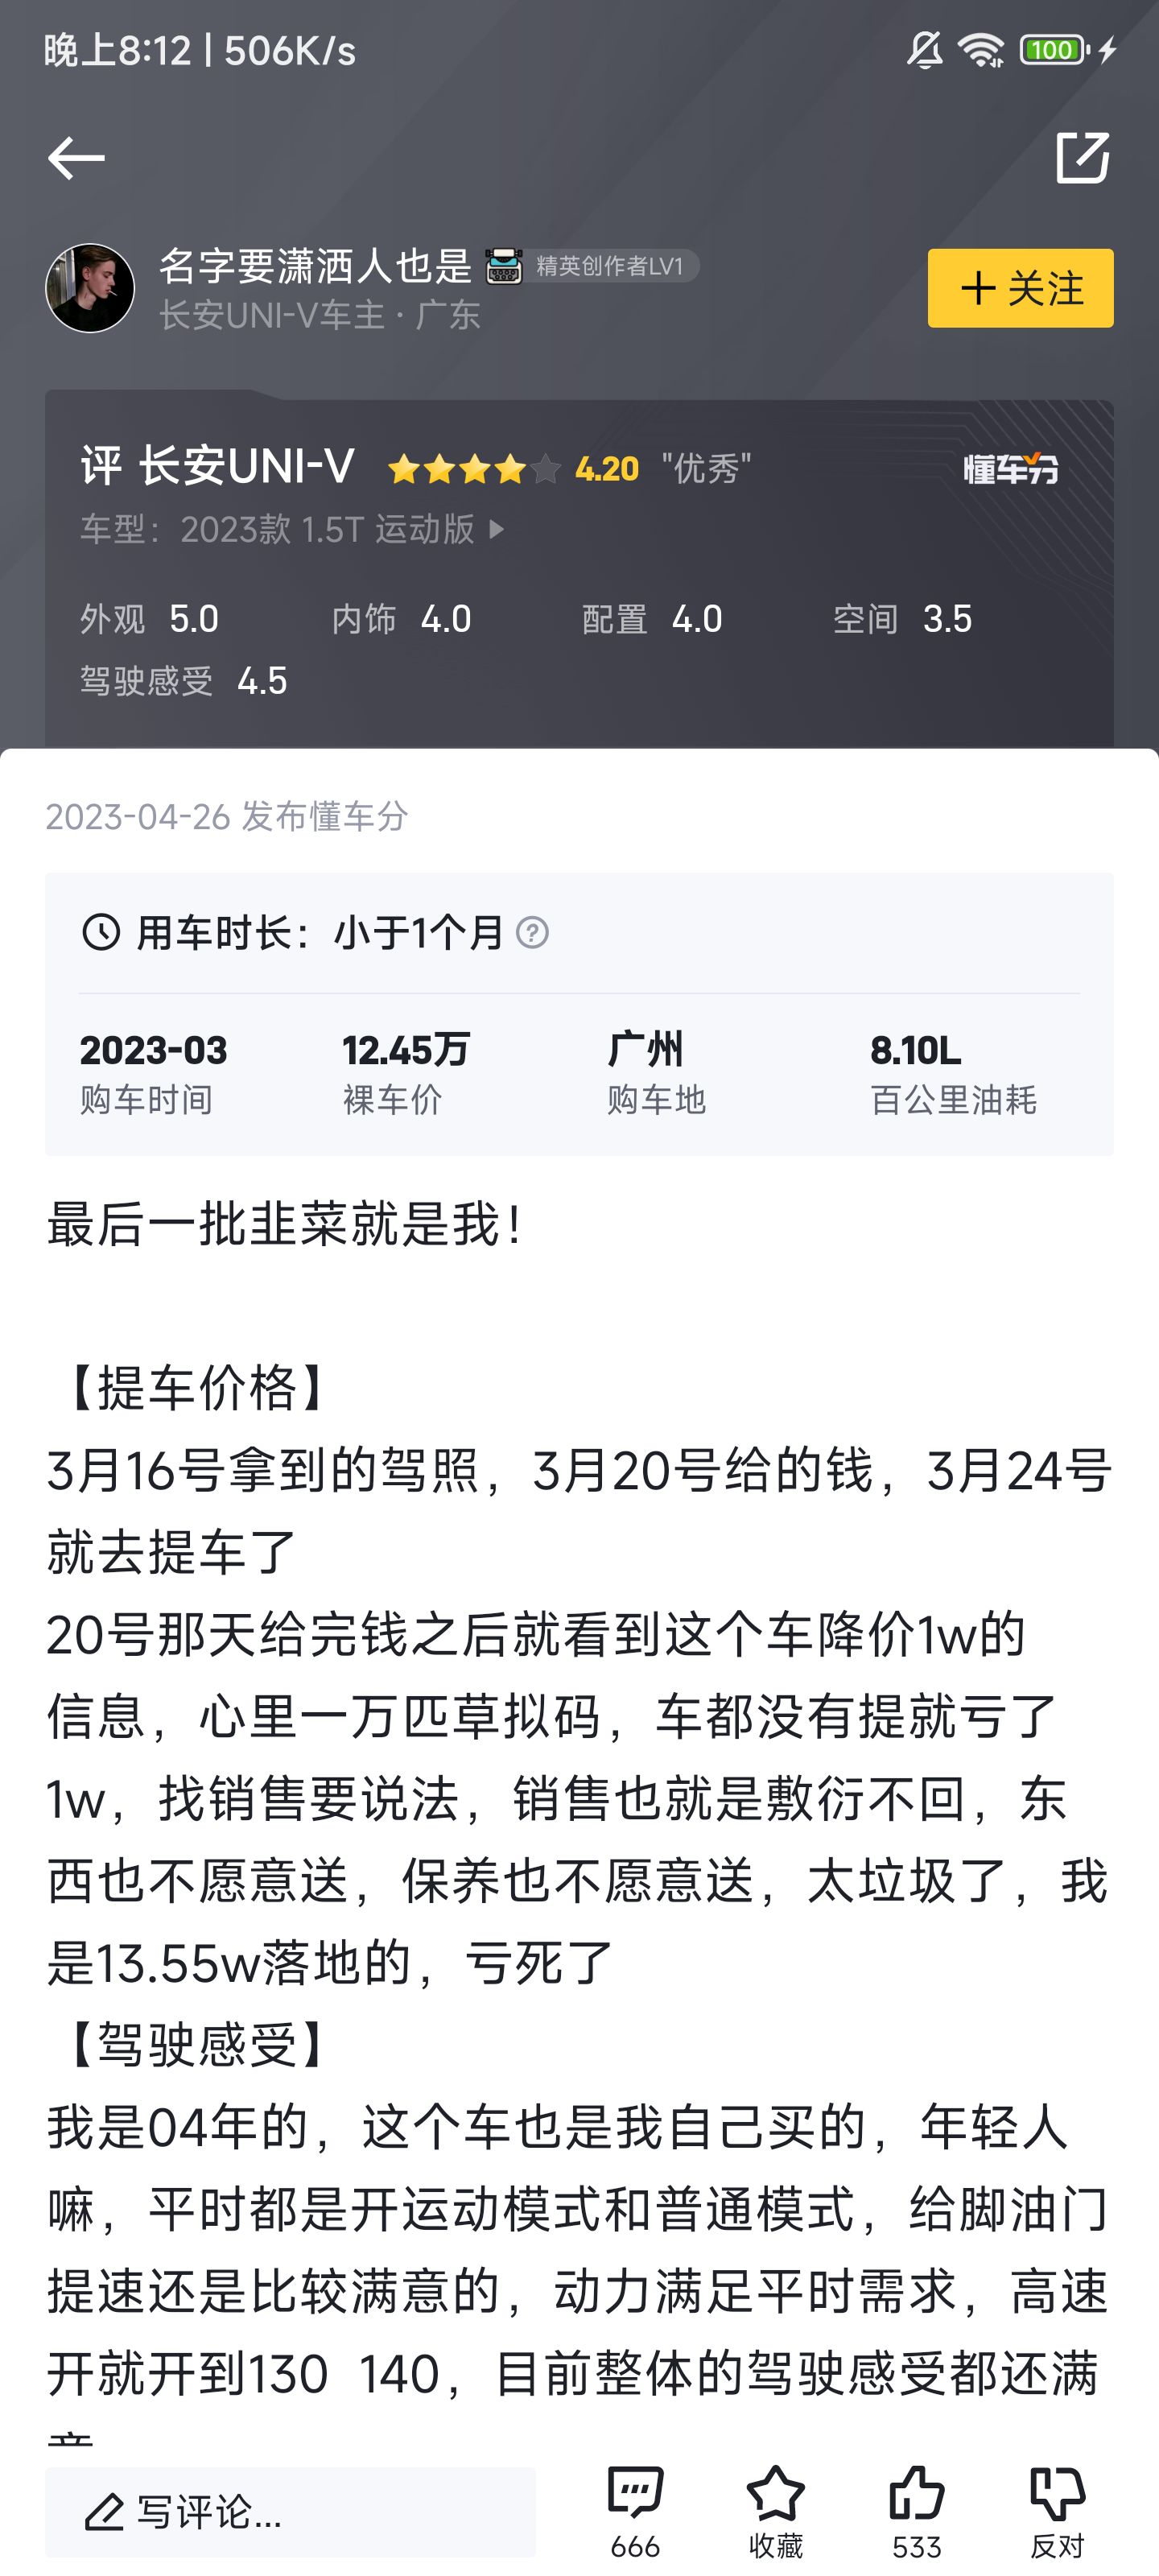 晚上8:12 | 506K/s
100
名字要潇洒人也是 精英创作者LV1
长安UNI-V车主 · 广东
关注
评 长安UNI-V 4.20 "优秀" 懂车分
车型：2023款 1.5T 运动版
外观 5.0 内饰 4.0 配置 4.0 空间 3.5
驾驶感受 4.5
2023-04-26 发布懂车分
用车时长：小于1个月 ?
2023-03 12.45万 广州 8.10L
购车时间 裸车价 购车地 百公里油耗
最后一批韭菜就是我！
【提车价格】
3月16号拿到的驾照，3月20号给的钱，3月24号
就去提车了
20号那天给完钱之后就看到这个车降价1w的
信息，心里一万匹草拟码，车都没有提就亏了
1w，找销售要说法，销售也就是敷衍不回，东
西也不愿意送，保养也不愿意送，太垃圾了，我
是13.55w落地的，亏死了
【驾驶感受】
我是04年的，这个车也是我自己买的，年轻人
嘛，平时都是开运动模式和普通模式，给脚油门
提速还是比较满意的，动力满足平时需求，高速
开就开到130 140，目前整体的驾驶感受都还满
写评论...
666 收藏 533 反对